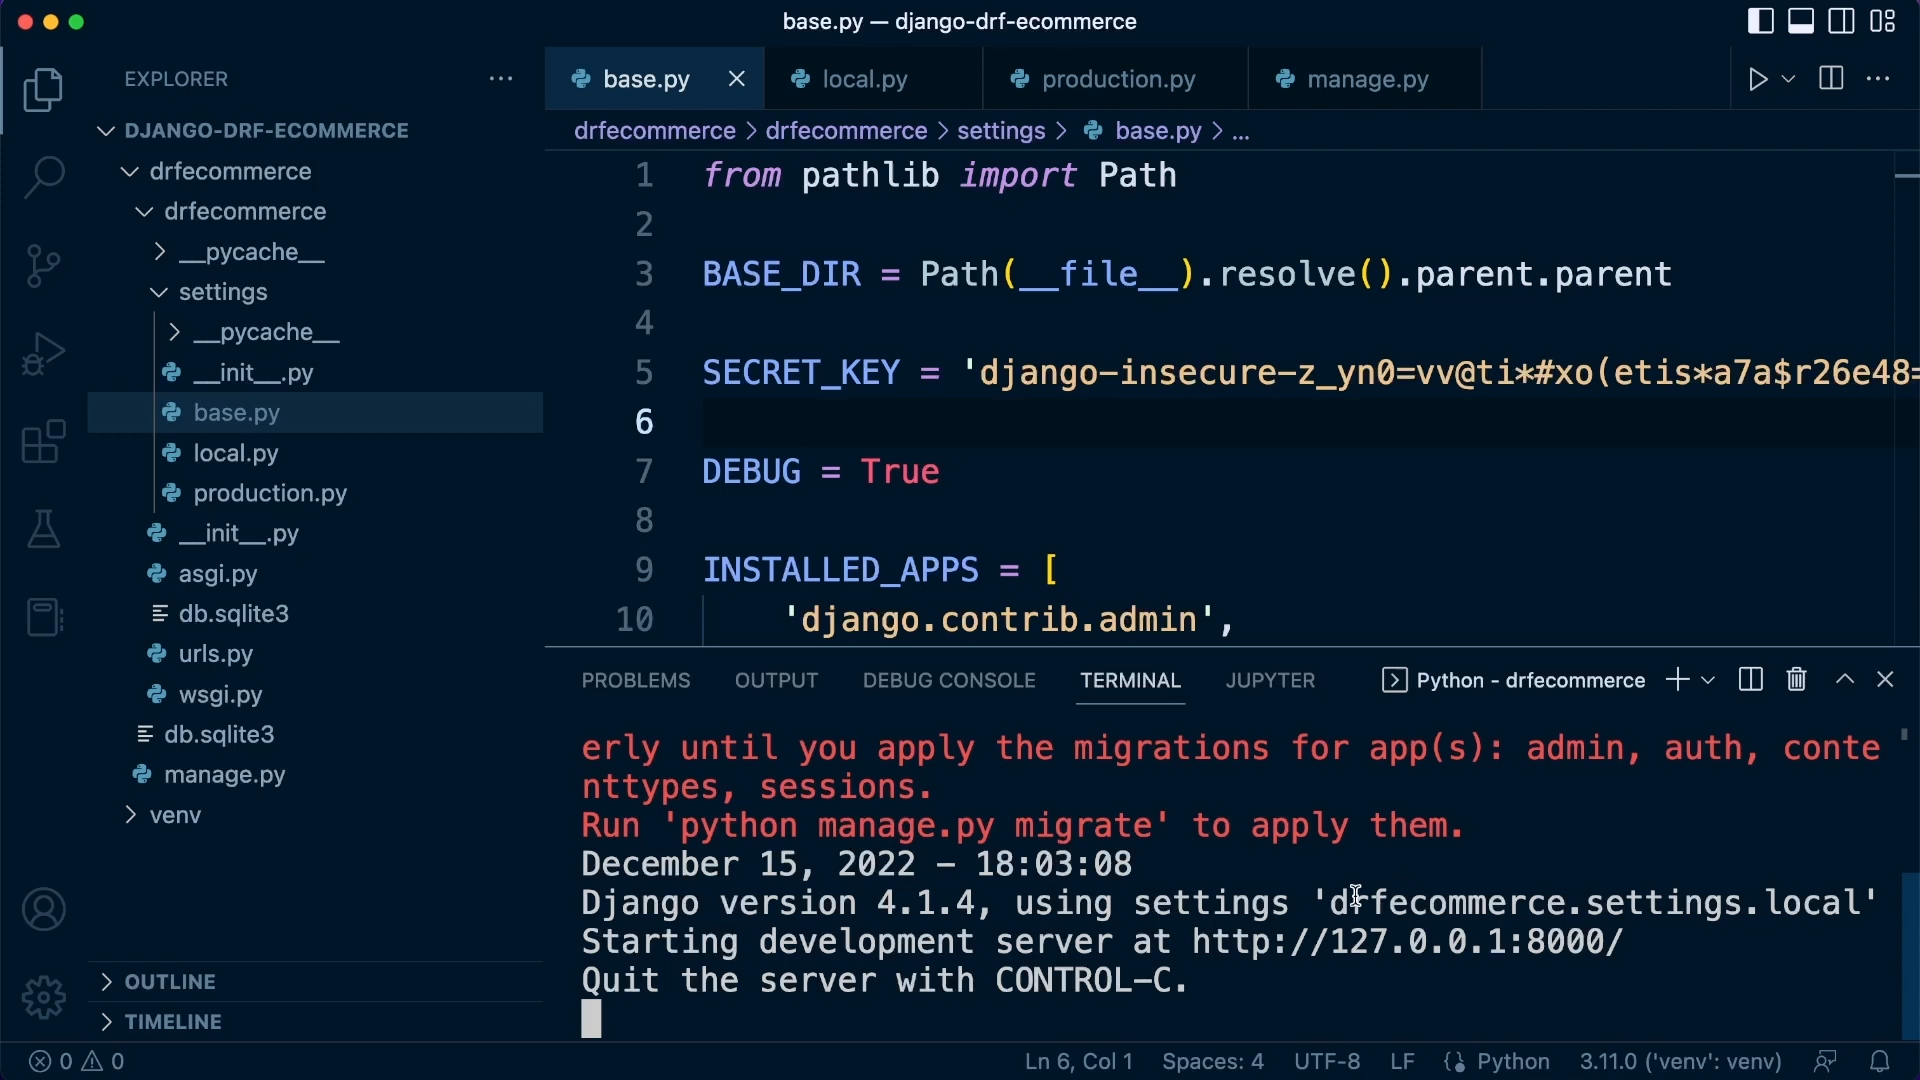 base.py — django-drf-ecommerce
EXPLORER
DJANGO-DRF-ECOMMERCE
drfecommerce
drfecommerce
__pycache__
settings
__pycache__
__init__.py
base.py
local.py
production.py
__init__.py
asgi.py
db.sqlite3
urls.py
wsgi.py
db.sqlite3
manage.py
venv
OUTLINE
TIMELINE
base.py local.py production.py manage.py
drfecommerce > drfecommerce > settings > base.py > ...
1 from pathlib import Path
2
3 BASE_DIR = Path(__file__).resolve().parent.parent
4
5 SECRET_KEY = 'django-insecure-z_yn0=vv@ti*#xo(etis*a7a$r26e48=
6
7 DEBUG = True
8
9 INSTALLED_APPS = [
10 'django.contrib.admin',
PROBLEMS OUTPUT DEBUG CONSOLE TERMINAL JUPYTER Python - drfecommerce
erly until you apply the migrations for app(s): admin, auth, conte
nttypes, sessions.
Run 'python manage.py migrate' to apply them.
December 15, 2022 - 18:03:08
Django version 4.1.4, using settings 'drfecommerce.settings.local'
Starting development server at http://127.0.0.1:8000/
Quit the server with CONTROL-C.
0 0 Ln 6, Col 1 Spaces: 4 UTF-8 LF Python 3.11.0 ('venv': venv)